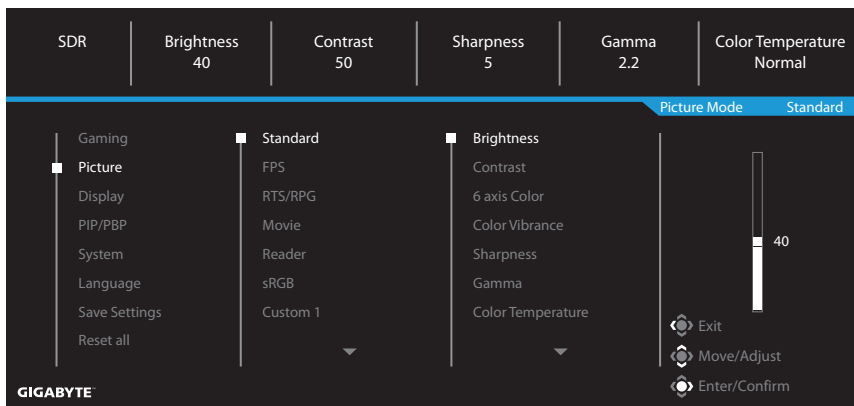 SDR
Brightness
40
Contrast
50
Sharpness
5
Gamma
2.2
Color Temperature
Normal
Picture Mode Standard
Gaming
Picture
Display
PIP/PBP
System
Language
Save Settings
Reset all
Standard
FPS
RTS/RPG
Movie
Reader
sRGB
Custom 1
Brightness
Contrast
6 axis Color
Color Vibrance
Sharpness
Gamma
Color Temperature
40
Exit
Move/Adjust
Enter/Confirm
GIGABYTE™